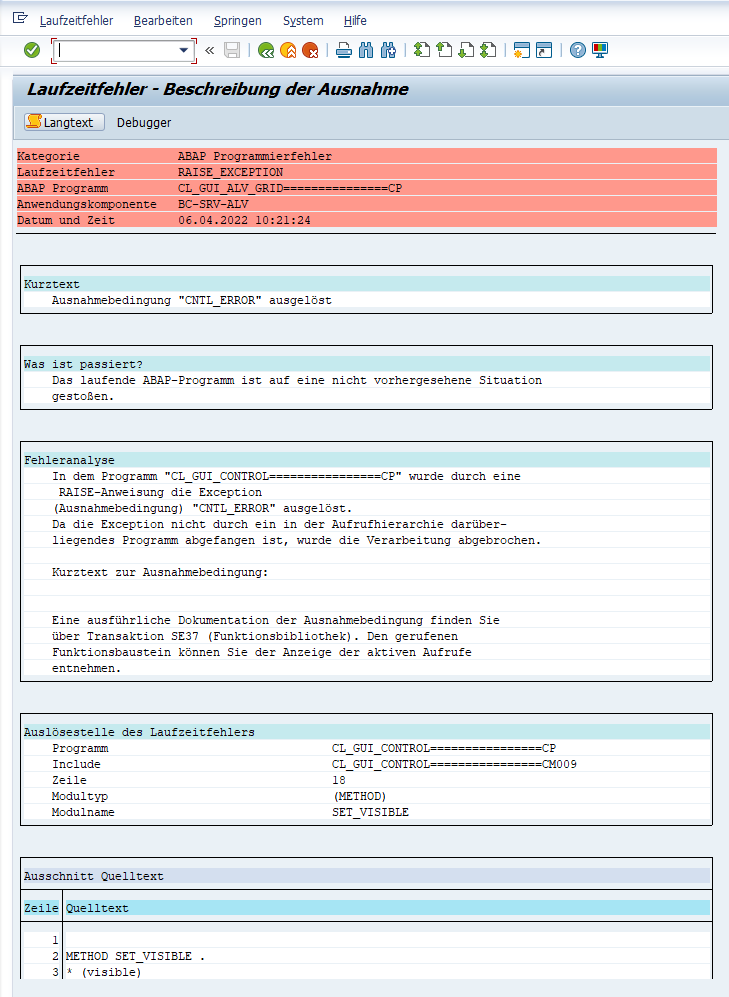 Laufzeitfehler Bearbeiten Springen System Hilfe
Laufzeitfehler - Beschreibung der Ausnahme
Langtext Debugger
Kategorie ABAP Programmierfehler
Laufzeitfehler RAISE_EXCEPTION
ABAP Programm CL_GUI_ALV_GRID===============CP
Anwendungskomponente BC-SRV-ALV
Datum und Zeit 06.04.2022 10:21:24
Kurztext
Ausnahmebedingung "CNTL_ERROR" ausgelöst
Was ist passiert?
Das laufende ABAP-Programm ist auf eine nicht vorhergesehene Situation
gestoßen.
Fehleranalyse
In dem Programm "CL_GUI_CONTROL================CP" wurde durch eine
RAISE-Anweisung die Exception
(Ausnahmebedingung) "CNTL_ERROR" ausgelöst.
Da die Exception nicht durch ein in der Aufrufhierarchie darüber-
liegendes Programm abgefangen ist, wurde die Verarbeitung abgebrochen.
Kurztext zur Ausnahmebedingung:
Eine ausführliche Dokumentation der Ausnahmebedingung finden Sie
über Transaktion SE37 (Funktionsbibliothek). Den gerufenen
Funktionsbaustein können Sie der Anzeige der aktiven Aufrufe
entnehmen.
Auslösestelle des Laufzeitfehlers
Programm CL_GUI_CONTROL================CP
Include CL_GUI_CONTROL================CM009
Zeile 18
Modultyp (METHOD)
Modulname SET_VISIBLE
Ausschnitt Quelltext
Zeile Quelltext
1
2 METHOD SET_VISIBLE .
3 * (visible)